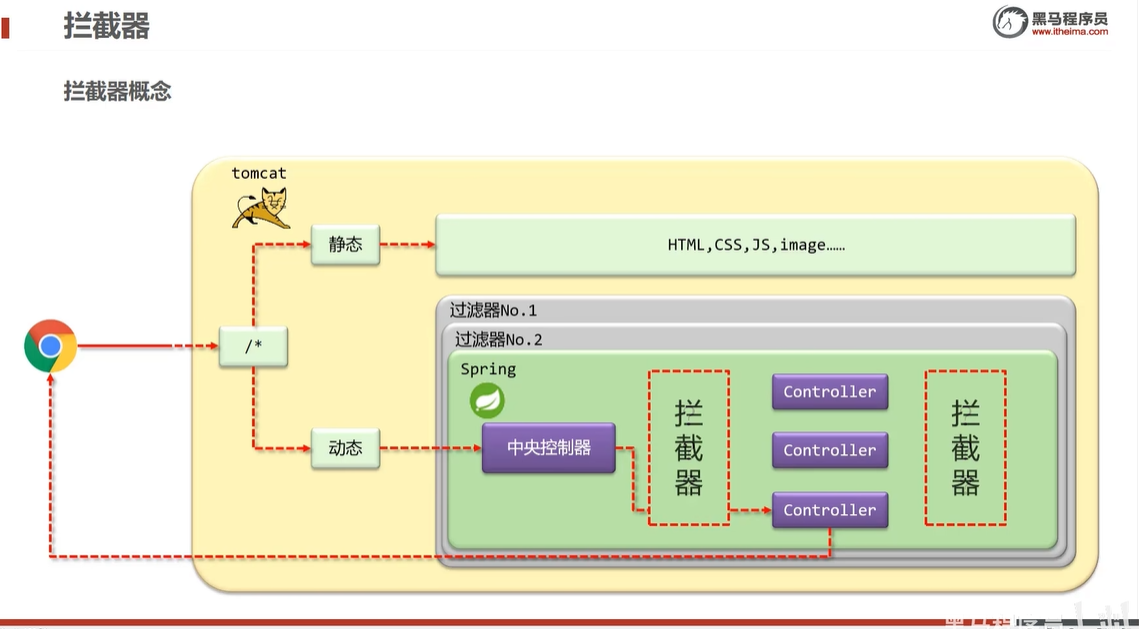 拦截器
黑马程序员
www.itheima.com
拦截器概念
tomcat
静态
HTML,CSS,JS,image……
过滤器No.1
过滤器No.2
/*
Spring
动态
中央控制器
拦
截
器
Controller
Controller
Controller
拦
截
器